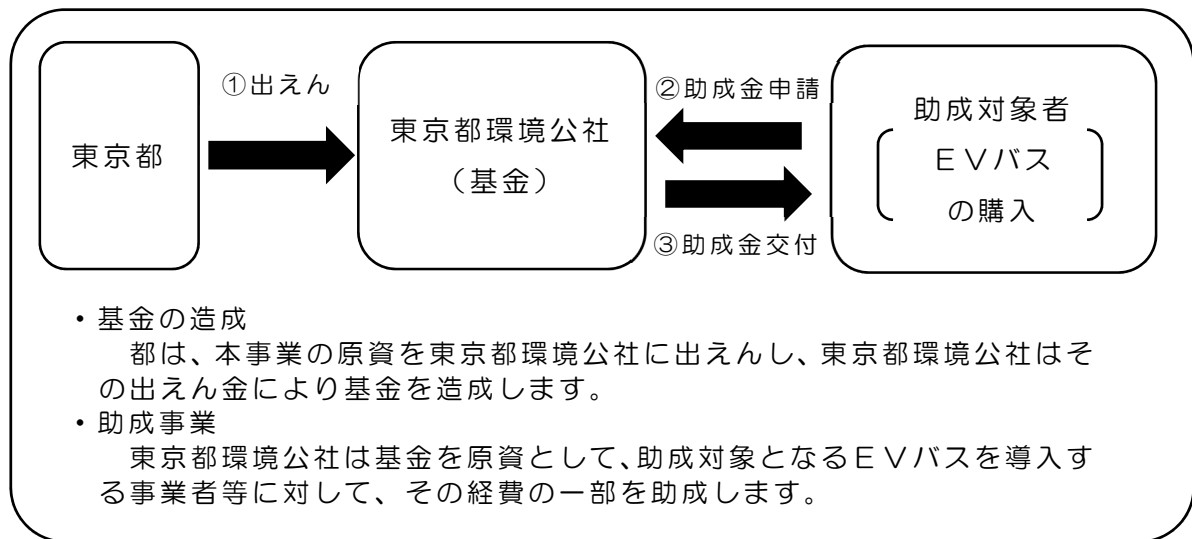 東京都
①出えん
東京都環境公社
（基金）
②助成金申請
③助成金交付
助成対象者
ＥＶバス
の購入
・基金の造成
都は、本事業の原資を東京都環境公社に出えんし、東京都環境公社はそ
の出えん金により基金を造成します。
・助成事業
東京都環境公社は基金を原資として、助成対象となるＥＶバスを導入す
る事業者等に対して、その経費の一部を助成します。